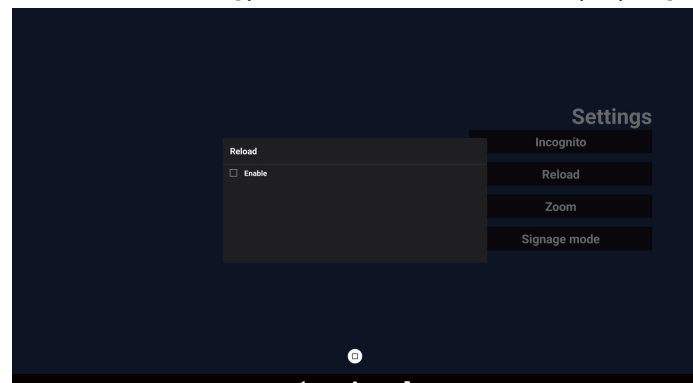 Settings
Incognito
Reload
Enable
Reload
Zoom
Signage mode